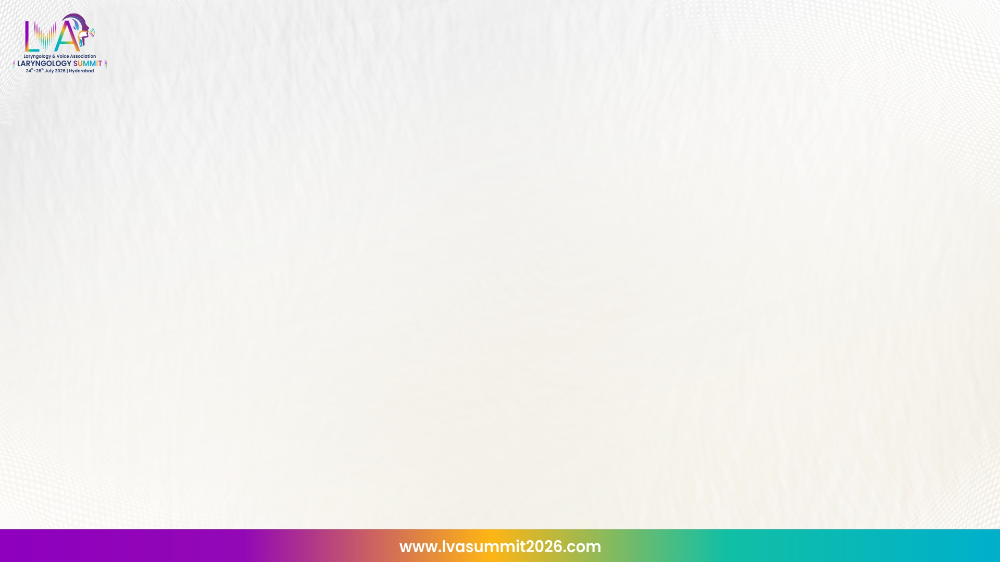 LVA
Laryngology & Voice Association
LARYNGOLOGY SUMMIT
24th-26th July 2026 | Hyderabad
www.lvasummit2026.com